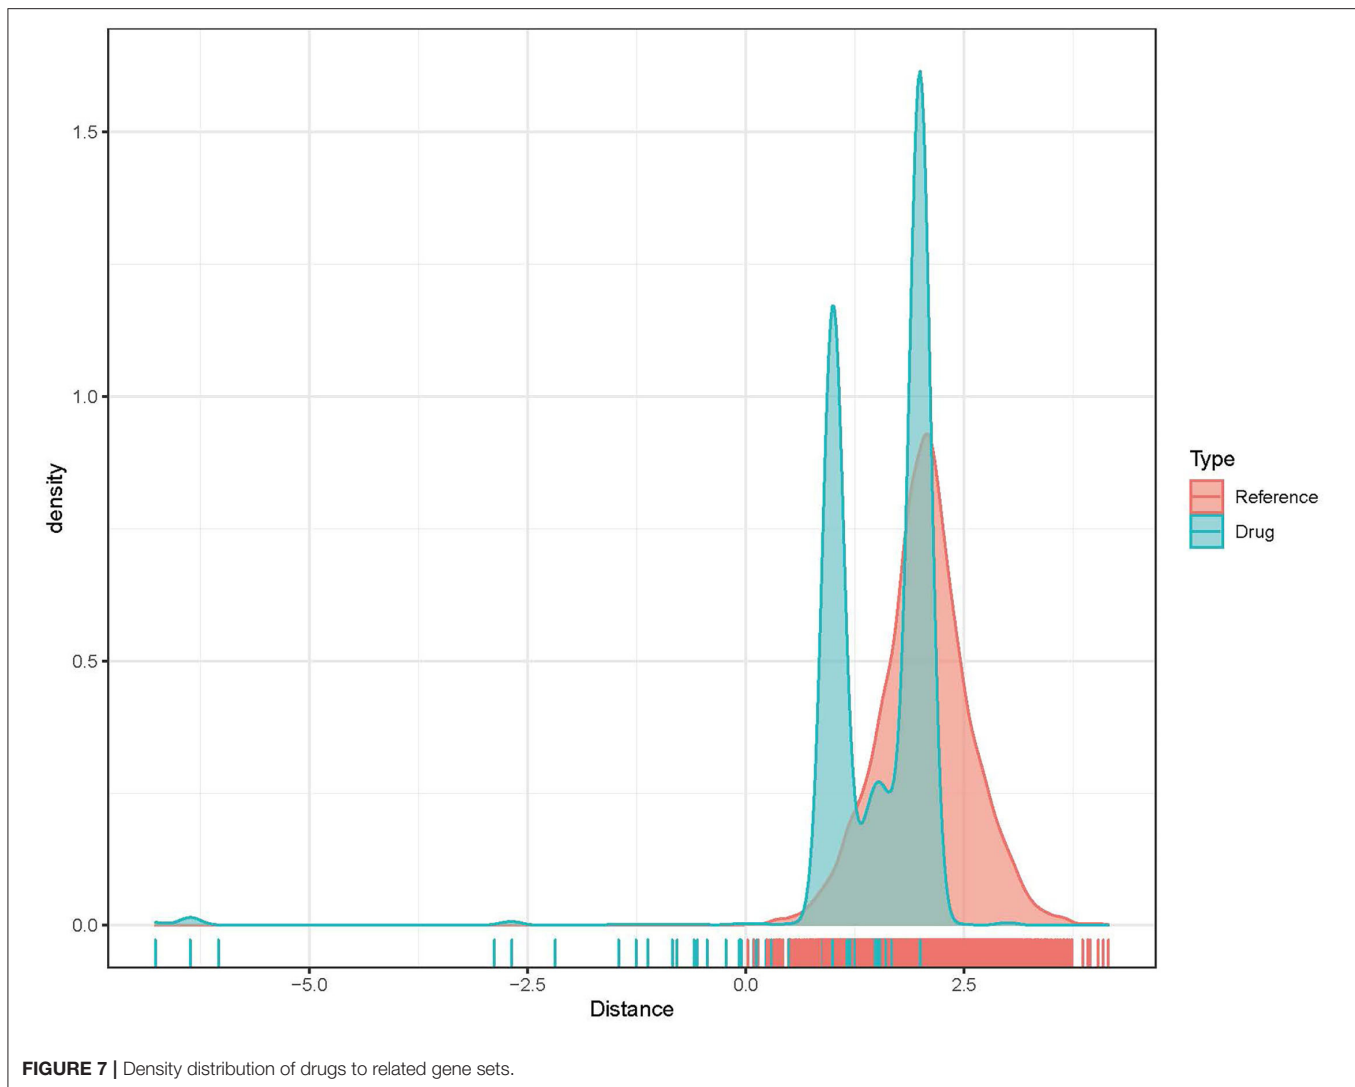 1.5
1.0
0.5
0.0
density
−5.0
−2.5
0.0
2.5
Distance
Type
Reference
Drug
FIGURE 7 | Density distribution of drugs to related gene sets.